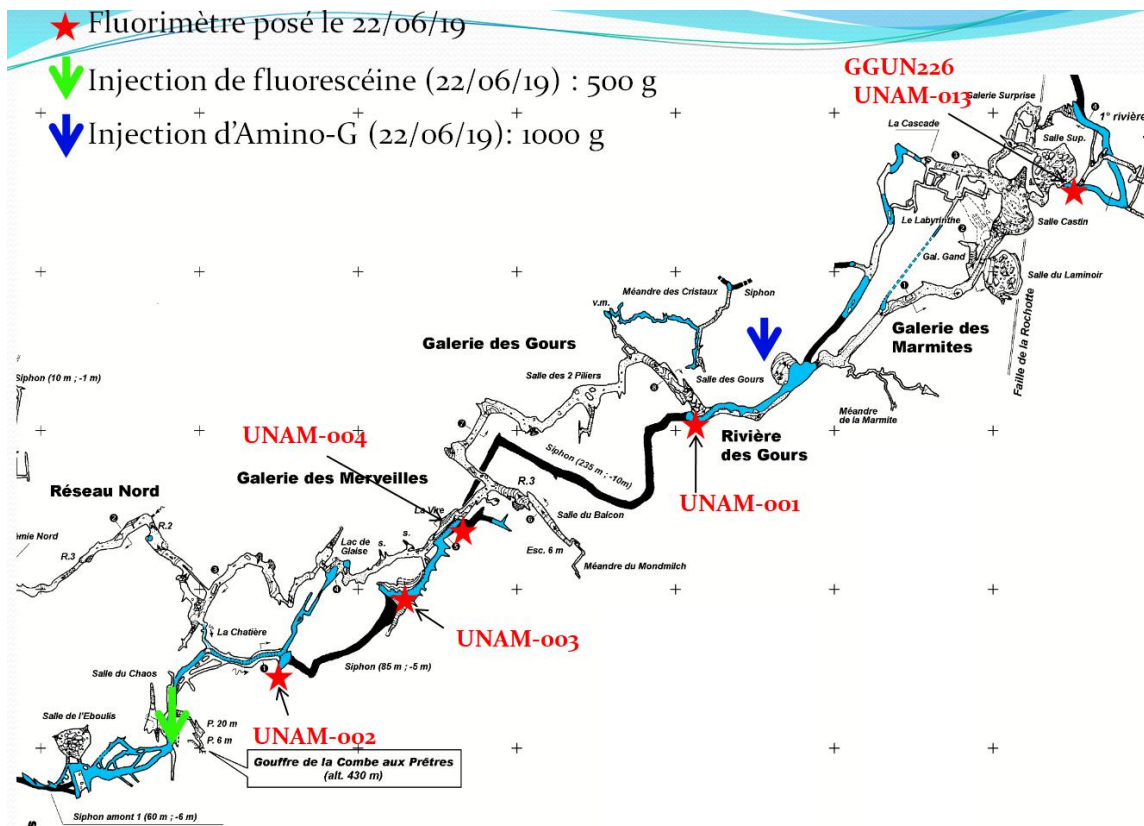 Fluorimètre posé le 22/06/19
Injection de fluorescéine (22/06/19) : 500 g
Injection d'Amino-G (22/06/19): 1000 g
GGUN226
UNAM-013
Galerie Surprise
1° rivière
La Cascade
Salle Sup.
Le Labyrinthe
Salle Castin
Gal. Gand
Salle du Laminoir
Méandre des Cristaux
Siphon
v.m.
Galerie des Gours
Galerie des
Marmites
Faille de la Rochotte
Salle des 2 Piliers
Salle des Gours
Siphon (10 m ; -1 m)
Méandre
de la Marmite
UNAM-004
Siphon (235 m ; -10m)
Rivière
des Gours
Galerie des Merveilles
Réseau Nord
R.3
UNAM-001
La Vire
Salle du Balcon
R.2
Lac de
Glaise
s.
s.
émie Nord
R.3
Esc. 6 m
Méandre du Mondmilch
La Chatière
UNAM-003
Siphon (85 m ; -5 m)
Salle du Chaos
Salle de l'Eboulis
P. 20 m
P. 6 m
UNAM-002
Gouffre de la Combe aux Prêtres
(alt. 430 m)
Siphon amont 1 (60 m ; -6 m)